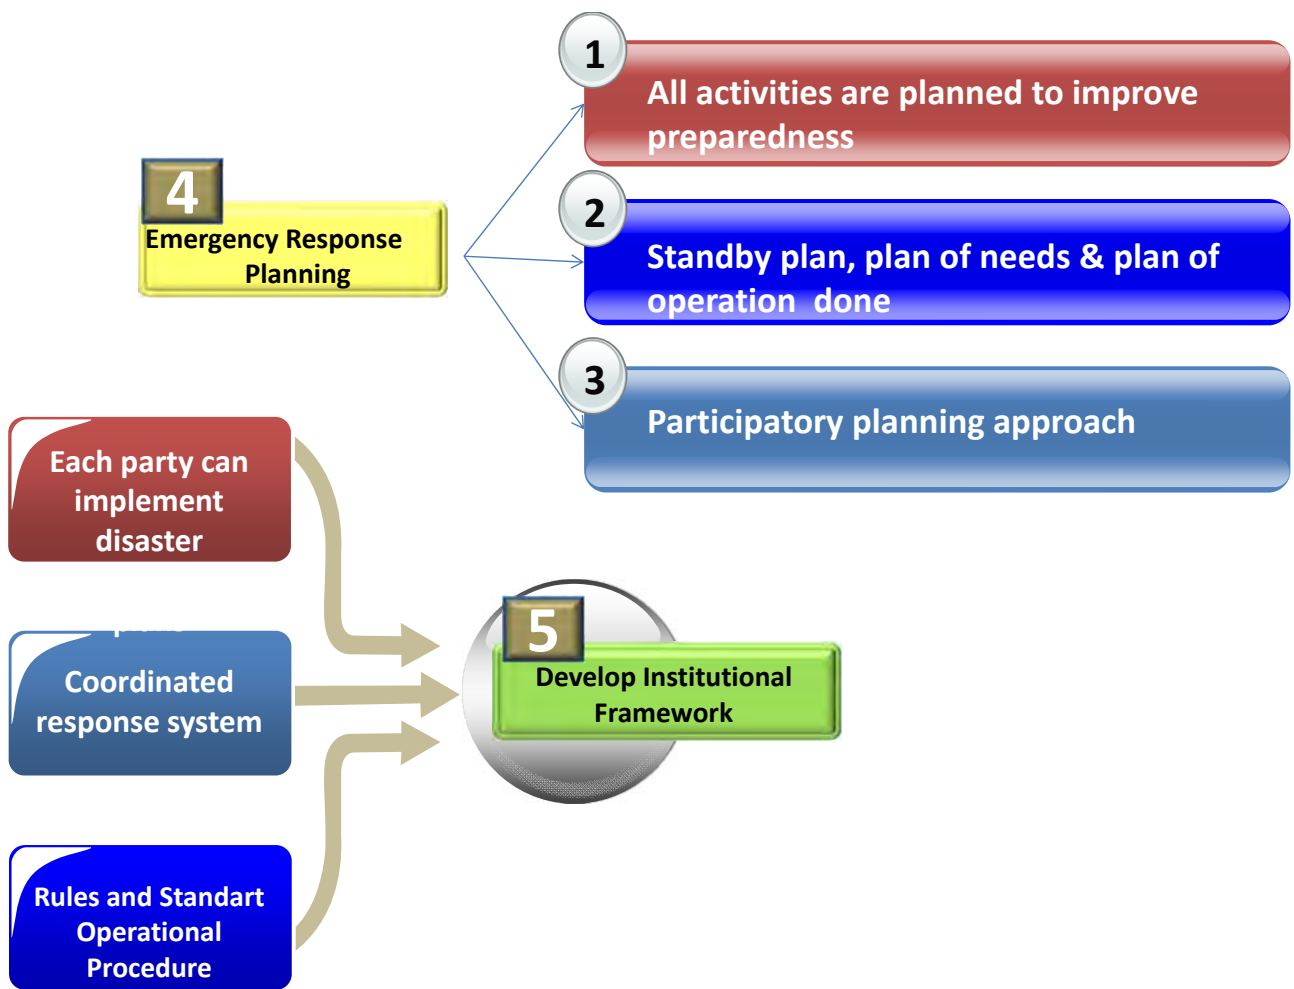 1
All activities are planned to improve
preparedness
4
Emergency Response
Planning
2
Standby plan, plan of needs & plan of
operation done
3
Participatory planning approach
Each party can
implement
disaster
Coordinated
response system
5
Develop Institutional
Framework
Rules and Standart
Operational
Procedure